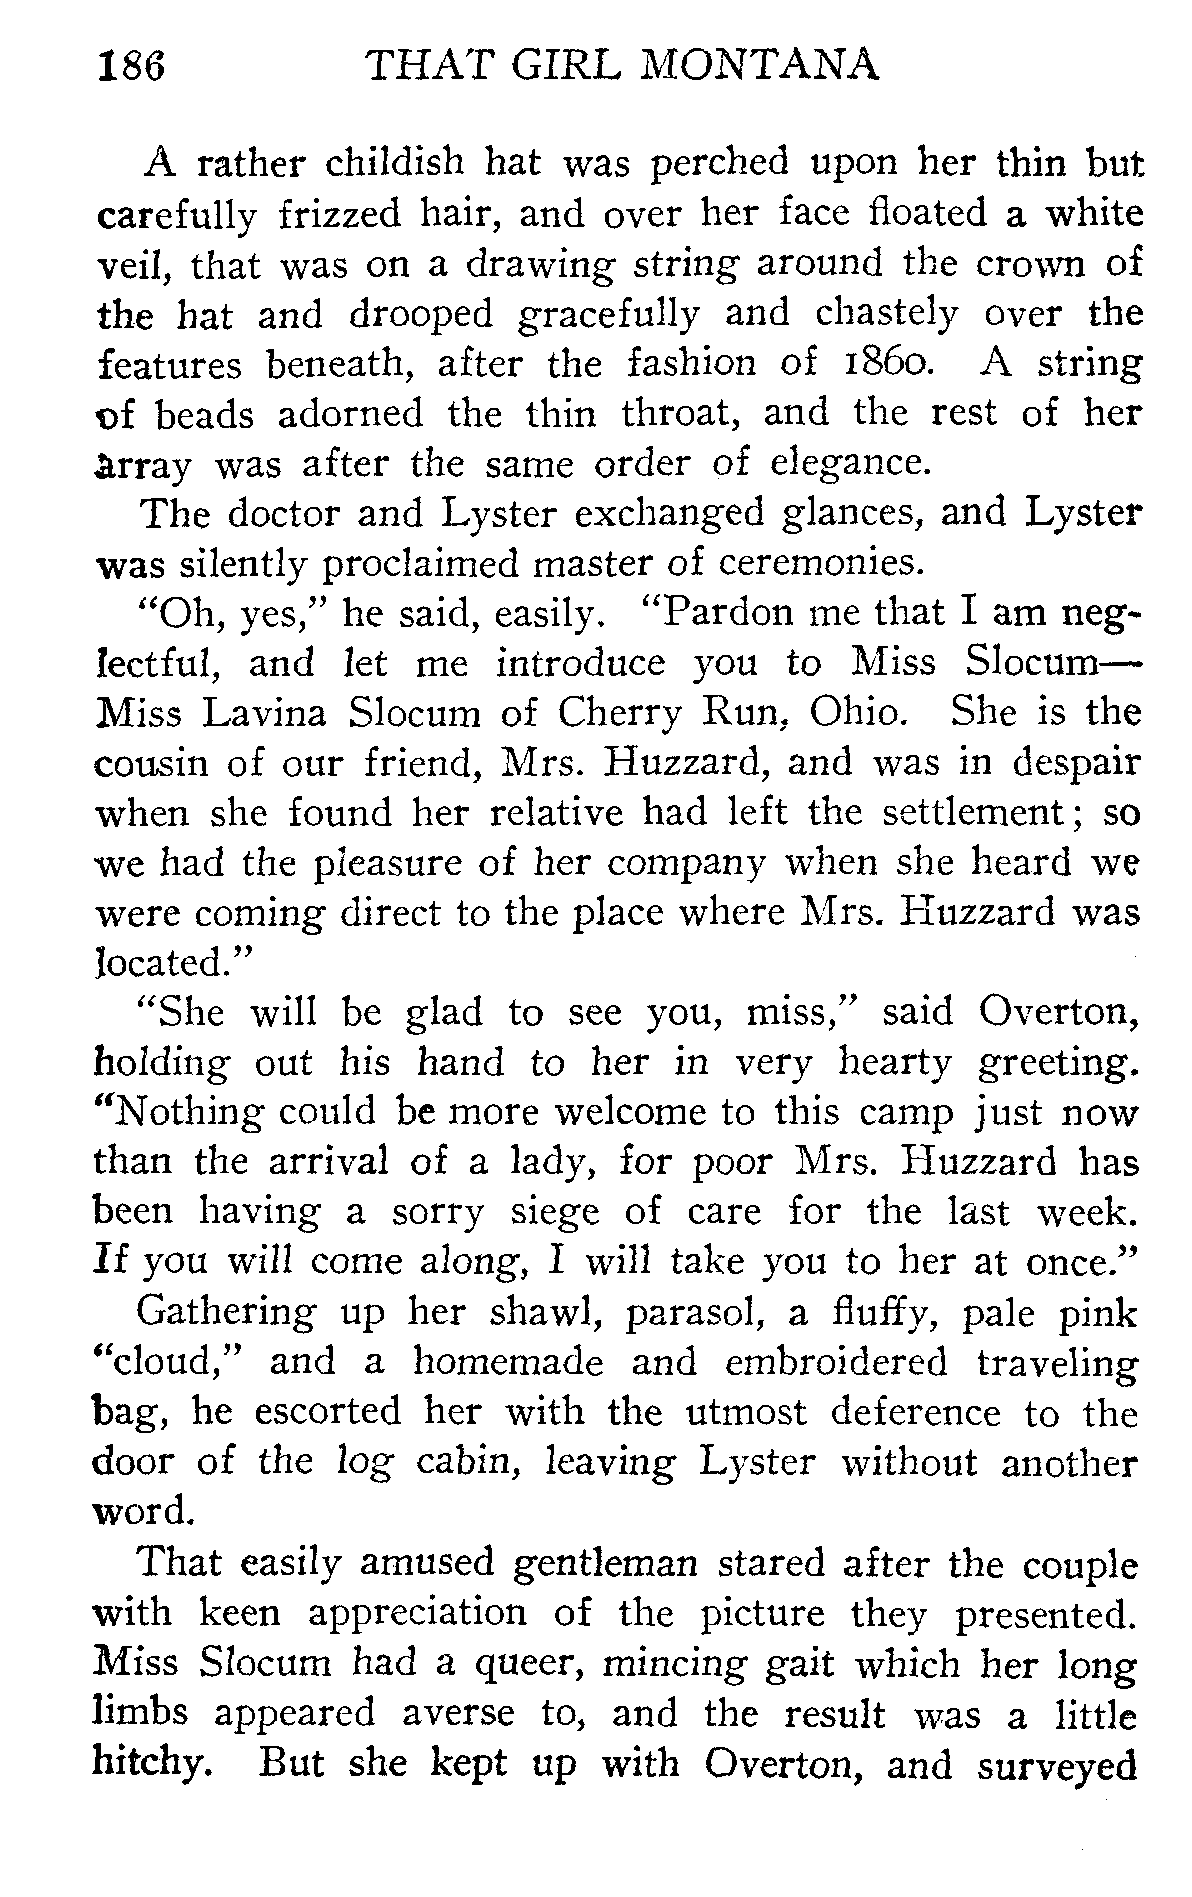 186 THAT GIRL MONTANA
A rather childish hat was perched upon her thin but
carefully frizzed hair, and over her face floated a white
veil, that was on a drawing string around the crown of
the hat and drooped gracefully and chastely over the
features beneath, after the fashion of 1860. A string
of beads adorned the thin throat, and the rest of her
array was after the same order of elegance.
The doctor and Lyster exchanged glances, and Lyster
was silently proclaimed master of ceremonies.
"Oh, yes," he said, easily. "Pardon me that I am neg-
lectful, and let me introduce you to Miss Slocum—
Miss Lavina Slocum of Cherry Run, Ohio. She is the
cousin of our friend, Mrs. Huzzard, and was in despair
when she found her relative had left the settlement; so
we had the pleasure of her company when she heard we
were coming direct to the place where Mrs. Huzzard was
located."
"She will be glad to see you, miss," said Overton,
holding out his hand to her in very hearty greeting.
"Nothing could be more welcome to this camp just now
than the arrival of a lady, for poor Mrs. Huzzard has
been having a sorry siege of care for the last week.
If you will come along, I will take you to her at once."
Gathering up her shawl, parasol, a fluffy, pale pink
"cloud," and a homemade and embroidered traveling
bag, he escorted her with the utmost deference to the
door of the log cabin, leaving Lyster without another
word.
That easily amused gentleman stared after the couple
with keen appreciation of the picture they presented.
Miss Slocum had a queer, mincing gait which her long
limbs appeared averse to, and the result was a little
hitchy. But she kept up with Overton, and surveyed